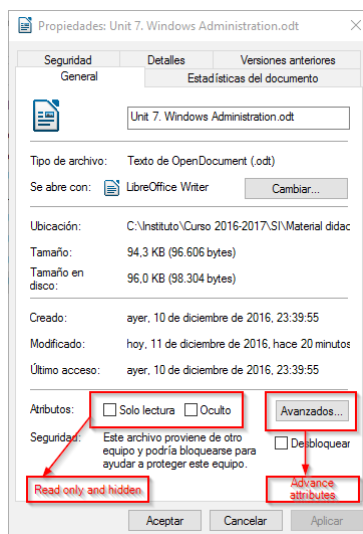 Propiedades: Unit 7. Windows Administration.odt
Seguridad Detalles Versiones anteriores
General Estadísticas del documento
Unit 7. Windows Administration.odt
Tipo de archivo: Texto de OpenDocument (.odt)
Se abre con: LibreOffice Writer Cambiar...
Ubicación: C:\Instituto\Curso 2016-2017\SI\Material didac
Tamaño: 94,3 KB (96.606 bytes)
Tamaño en
disco: 96,0 KB (98.304 bytes)
Creado: ayer, 10 de diciembre de 2016, 23:39:55
Modificado: hoy, 11 de diciembre de 2016, hace 20 minutos
Último acceso: ayer, 10 de diciembre de 2016, 23:39:55
Atributos: Solo lectura Oculto Avanzados...
Seguridad: Este archivo proviene de otro
equipo y podría bloquearse para
ayudar a proteger este equipo.
Desbloquear
Read only and hidden
Advance
attributes
Aceptar Cancelar Aplicar